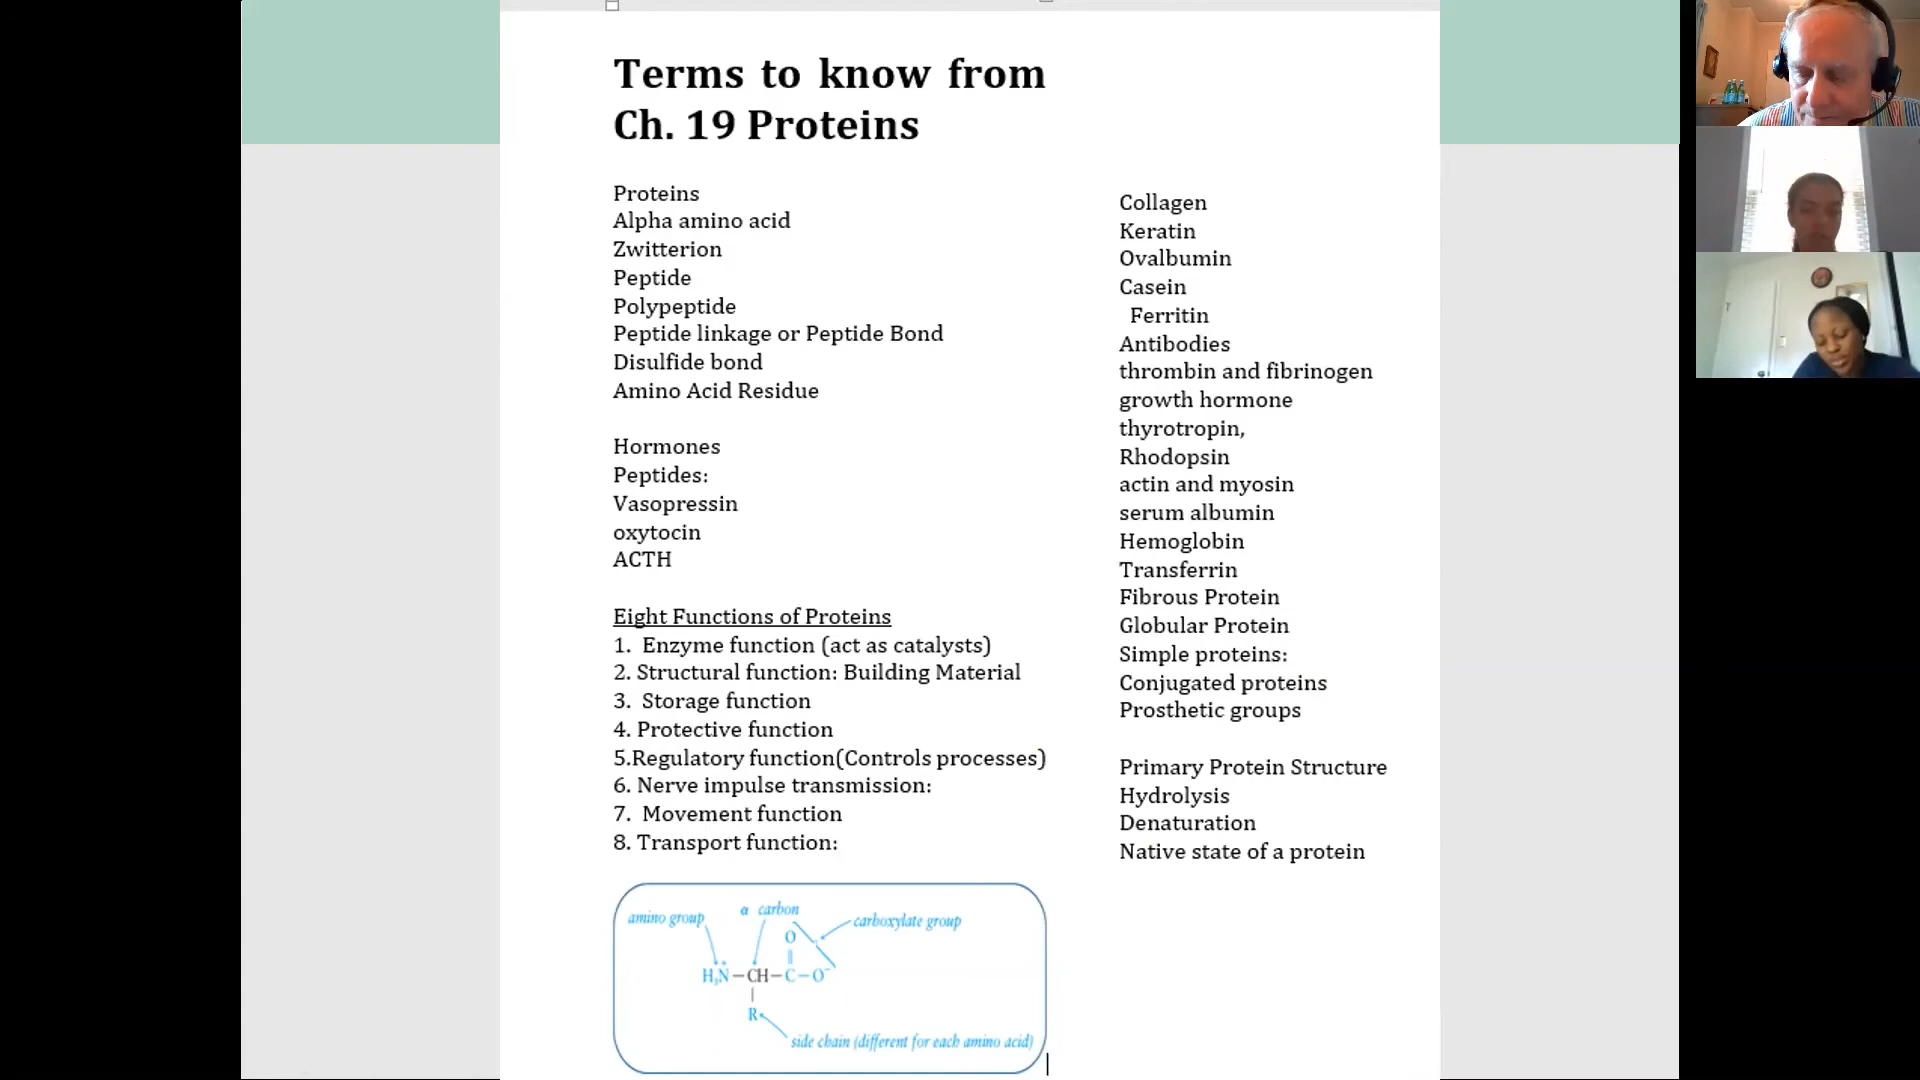 Terms to know from
Ch. 19 Proteins
Proteins
Alpha amino acid
Zwitterion
Peptide
Polypeptide
Peptide linkage or Peptide Bond
Disulfide bond
Amino Acid Residue
Hormones
Peptides:
Vasopressin
oxytocin
ACTH
Eight Functions of Proteins
1. Enzyme function (act as catalysts)
2. Structural function: Building Material
3. Storage function
4. Protective function
5.Regulatory function(Controls processes)
6. Nerve impulse transmission:
7. Movement function
8. Transport function:
Collagen
Keratin
Ovalbumin
Casein
Ferritin
Antibodies
thrombin and fibrinogen
growth hormone
thyrotropin,
Rhodopsin
actin and myosin
serum albumin
Hemoglobin
Transferrin
Fibrous Protein
Globular Protein
Simple proteins:
Conjugated proteins
Prosthetic groups
Primary Protein Structure
Hydrolysis
Denaturation
Native state of a protein
amino group
α carbon
carboxylate group
O
H₃N–CH–C–O⁻
R
side chain (different for each amino acid)